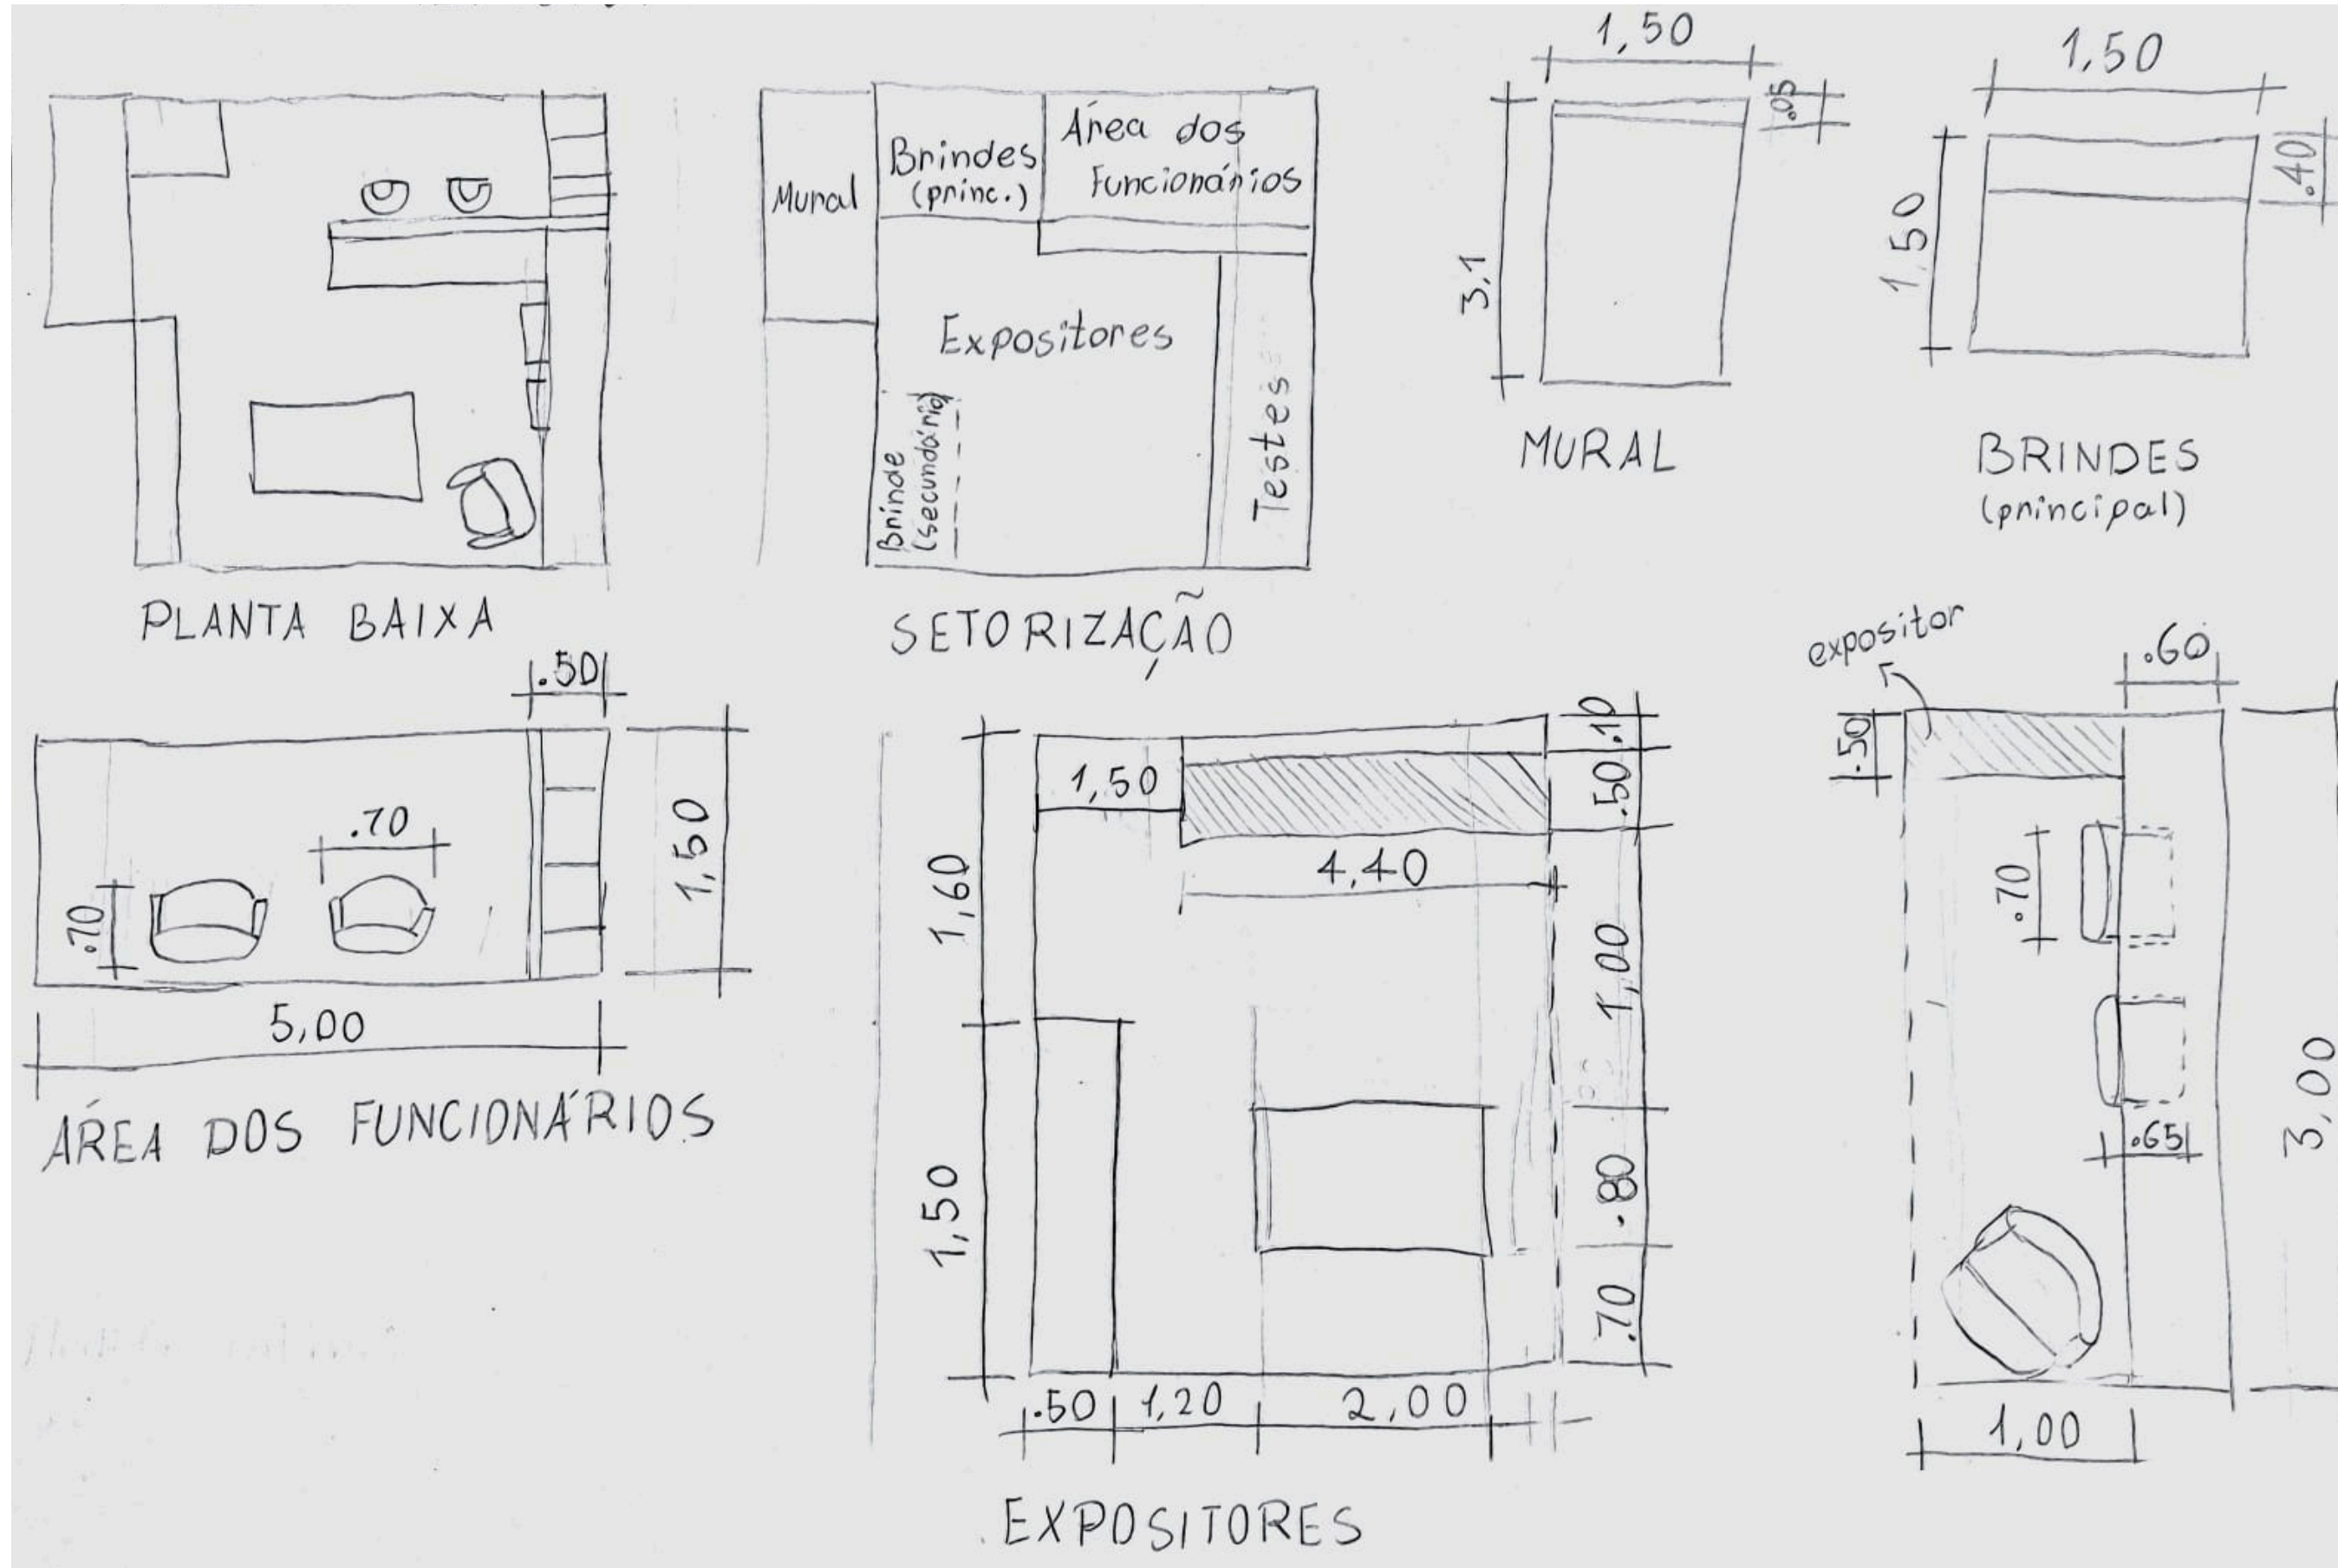 Mural
Brindes
(princ.)
Área dos
Funcionários
Expositores
Brinde
(secundário)
Testes
PLANTA BAIXA
SETORIZAÇÃO
1,50
.05
3,1
MURAL
1,50
1,50
.40
BRINDES
(principal)
.50
.70
.70
1,50
5,00
ÁREA DOS FUNCIONÁRIOS
1,50
4,40
1,60
1,50
.10
.50
1,00
.80
.70
.50
1,20
2,00
EXPOSITORES
expositor
.60
.50
.70
.65
3,00
1,00